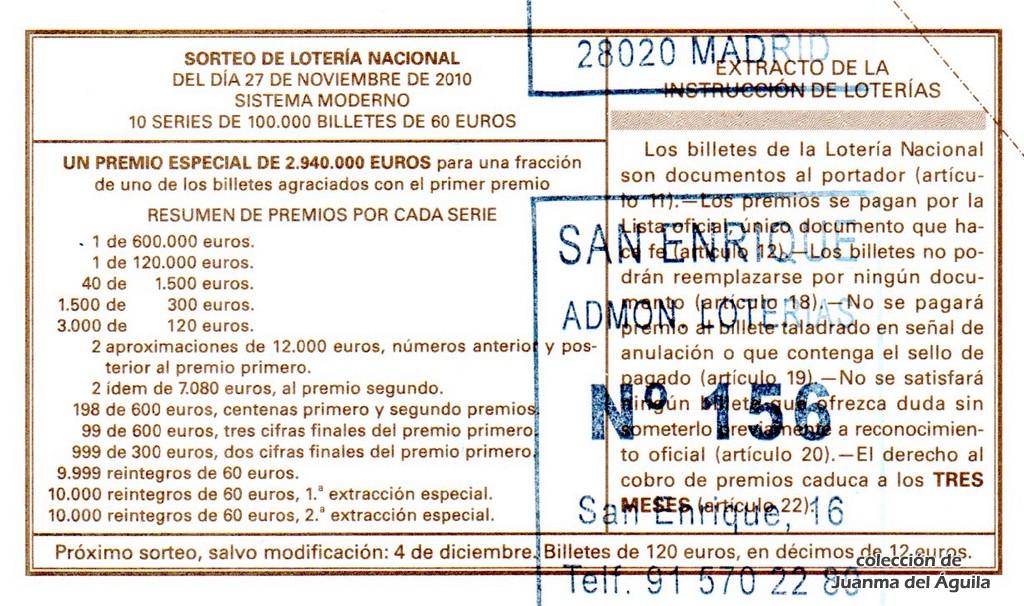 SORTEO DE LOTERÍA NACIONAL
DEL DÍA 27 DE NOVIEMBRE DE 2010
SISTEMA MODERNO
10 SERIES DE 100.000 BILLETES DE 60 EUROS
UN PREMIO ESPECIAL DE 2.940.000 EUROS para una fracción
de uno de los billetes agraciados con el primer premio
RESUMEN DE PREMIOS POR CADA SERIE
1 de 600.000 euros.
1 de 120.000 euros.
40 de 1.500 euros.
1.500 de 300 euros.
3.000 de 120 euros.
2 aproximaciones de 12.000 euros, números anterior y pos-
terior al premio primero.
2 ídem de 7.080 euros, al premio segundo.
198 de 600 euros, centenas primero y segundo premios.
99 de 600 euros, tres cifras finales del premio primero.
999 de 300 euros, dos cifras finales del premio primero.
9.999 reintegros de 60 euros.
10.000 reintegros de 60 euros, 1.ª extracción especial.
10.000 reintegros de 60 euros, 2.ª extracción especial.
EXTRACTO DE LA
INSTRUCCIÓN DE LOTERÍAS
Los billetes de la Lotería Nacional
son documentos al portador (artícu-
lo 11).—Los premios se pagan por la
Lista oficial, único documento que ha-
ce fe (artículo 12).—Los billetes no po-
drán reemplazarse por ningún docu-
mento (artículo 18).—No se pagará
premio al billete taladrado en señal de
anulación o que contenga el sello de
pagado (artículo 19).—No se satisfará
ningún billete que ofrezca duda sin
someterlo previamente a reconocimien-
to oficial (artículo 20).—El derecho al
cobro de premios caduca a los TRES
MESES (artículo 22).
Próximo sorteo, salvo modificación: 4 de diciembre. Billetes de 120 euros, en décimos de 12 euros.
28020 MADRID
SAN ENRIQUE
ADMON. LOTERIAS
Nº 156
San Enrique, 16
Telf. 91 570 22
colección de
Juanma del Águila